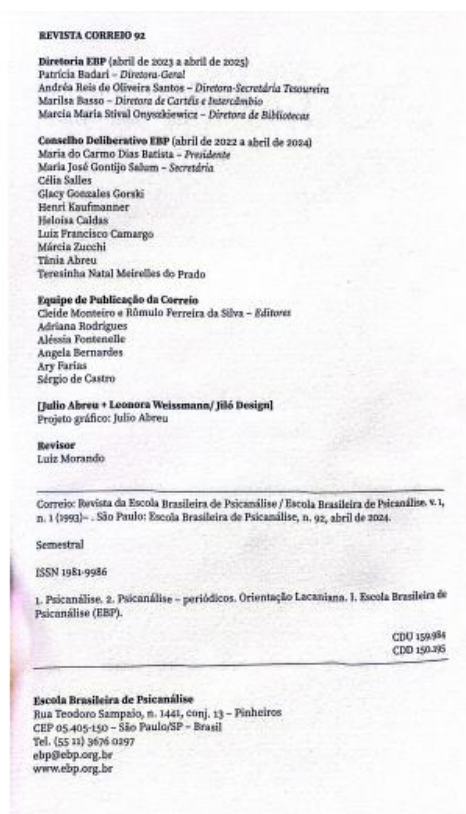 REVISTA CORREIO 92
Diretoria EBP (abril de 2023 a abril de 2025)
Patrícia Badari – Diretora-Geral
Andréa Reis de Oliveira Santos – Diretora-Secretária Tesoureira
Marilsa Basso – Diretora de Cartéis e Intercâmbio
Marcia Maria Stival Onyszkiewicz – Diretora de Bibliotecas
Conselho Deliberativo EBP (abril de 2022 a abril de 2024)
Maria do Carmo Dias Batista – Presidente
Maria José Gontijo Salum – Secretária
Célia Salles
Glacy Gonzales Gorski
Henri Kaufmanner
Heloisa Caldas
Luiz Francisco Camargo
Márcia Zucchi
Tânia Abreu
Teresinha Natal Meirelles do Prado
Equipe de Publicação da Correio
Cleide Monteiro e Rômulo Ferreira da Silva – Editores
Adriana Rodrigues
Aléssia Fontenelle
Angela Bernardes
Ary Farias
Sérgio de Castro
[Julio Abreu + Leonora Weissmann/ Jiló Design]
Projeto gráfico: Julio Abreu
Revisor
Luiz Morando
Correio: Revista da Escola Brasileira de Psicanálise / Escola Brasileira de Psicanálise. v. 1,
n. 1 (1993)– . São Paulo: Escola Brasileira de Psicanálise, n. 92, abril de 2024.
Semestral
ISSN 1981-9986
1. Psicanálise. 2. Psicanálise – periódicos. Orientação Lacaniana. I. Escola Brasileira de
Psicanálise (EBP).
CDU 159.984
CDD 150.195
Escola Brasileira de Psicanálise
Rua Teodoro Sampaio, n. 1441, conj. 13 – Pinheiros
CEP 05.405-150 – São Paulo/SP – Brasil
Tel. (55 11) 3676 0297
ebp@ebp.org.br
www.ebp.org.br